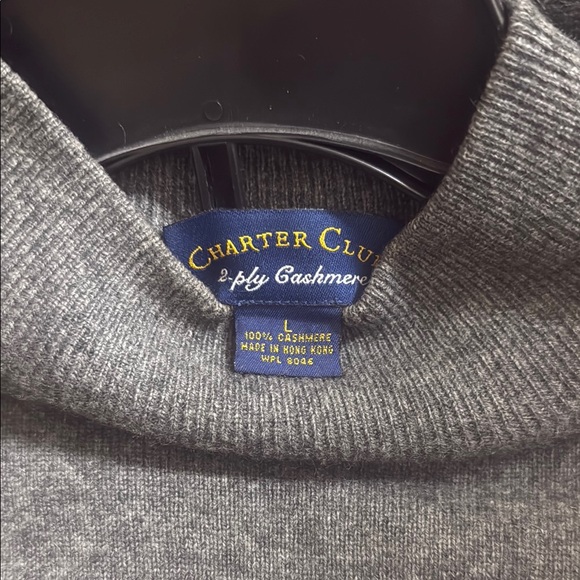 CHARTER CLU
2-ply Cashmere
L
100% CASHMERE
MADE IN HONG KONG
WPL 8046